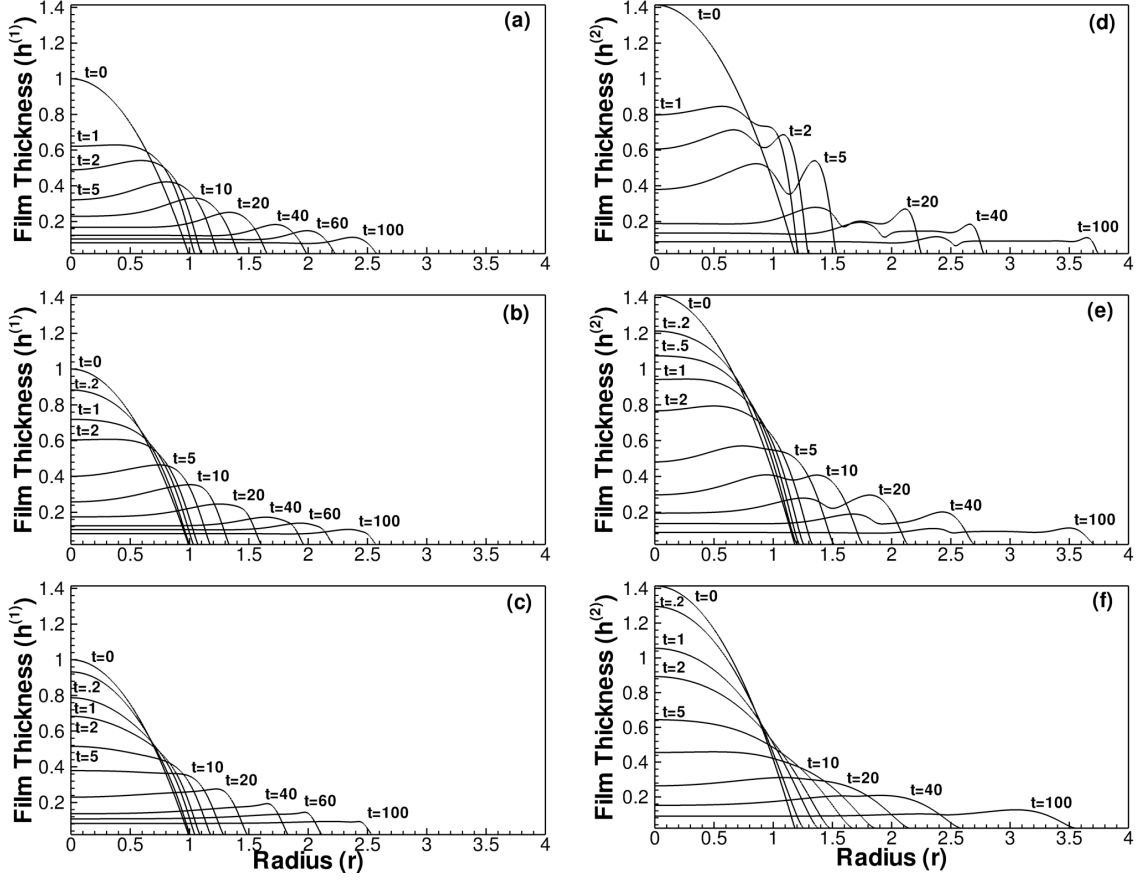 (a)
Film Thickness (h(1))
1.4
1.2
1
0.8
0.6
0.4
0.2
t=0
t=1
t=2
t=5
t=10
t=20
t=40
t=60
t=100
0 0.5 1 1.5 2 2.5 3 3.5 4
(d)
Film Thickness (h(2))
1.4
1.2
1
0.8
0.6
0.4
0.2
t=0
t=1
t=2
t=5
t=20
t=40
t=100
0 0.5 1 1.5 2 2.5 3 3.5 4
(b)
Film Thickness (h(1))
1.4
1.2
1
0.8
0.6
0.4
0.2
t=0
t=.2
t=1
t=2
t=5
t=10
t=20
t=40
t=60
t=100
0 0.5 1 1.5 2 2.5 3 3.5 4
(e)
Film Thickness (h(2))
1.4
1.2
1
0.8
0.6
0.4
0.2
t=0
t=.2
t=.5
t=1
t=2
t=5
t=10
t=20
t=40
t=100
0 0.5 1 1.5 2 2.5 3 3.5 4
(c)
Film Thickness (h(1))
1.4
1.2
1
0.8
0.6
0.4
0.2
t=0
t=.2
t=1
t=2
t=5
t=10
t=20
t=40
t=60
t=100
0 0.5 1 1.5 2 2.5 3 3.5 4
Radius (r)
(f)
Film Thickness (h(2))
1.4
1.2
1
0.8
0.6
0.4
0.2
t=0
t=.2
t=1
t=2
t=5
t=10
t=20
t=40
t=100
0 0.5 1 1.5 2 2.5 3 3.5 4
Radius (r)